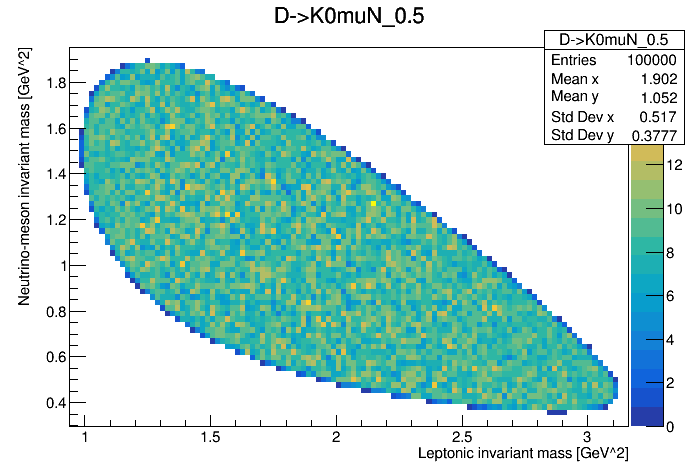 D->K0muN_0.5
D->K0muN_0.5
Entries 100000
Mean x 1.902
Mean y 1.052
Std Dev x 0.517
Std Dev y 0.3777
Neutrino-meson invariant mass [GeV^2]
1.8
1.6
1.4
1.2
1
0.8
0.6
0.4
12
10
8
6
4
2
0
1 1.5 2 2.5 3
Leptonic invariant mass [GeV^2]